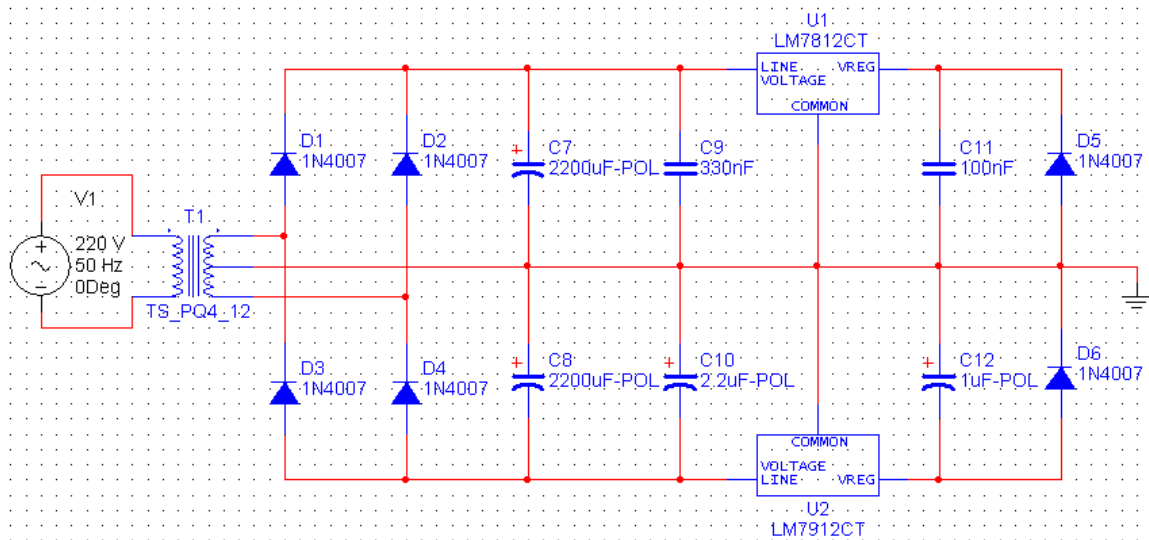 U1
LM7812CT
LINE VREG
VOLTAGE
COMMON
D1
1N4007
D2
1N4007
+
C7
2200uF-POL
C9
330nF
C11
100nF
D5
1N4007
V1
T1
+
220 V
50 Hz
0Deg
TS_PQ4_12
D3
1N4007
D4
1N4007
+
C8
2200uF-POL
+
C10
2.2uF-POL
+
C12
1uF-POL
D6
1N4007
COMMON
VOLTAGE
LINE VREG
U2
LM7912CT